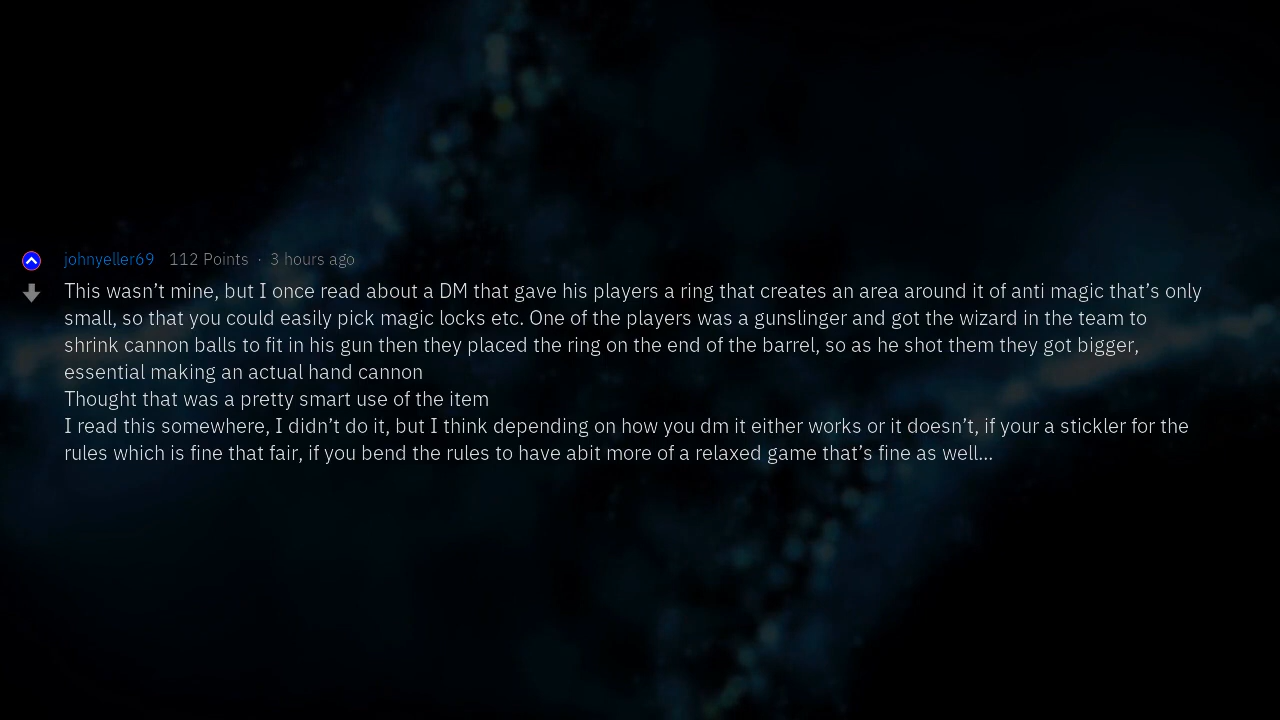 johnyeller69 112 Points · 3 hours ago
This wasn’t mine, but I once read about a DM that gave his players a ring that creates an area around it of anti magic that’s only
small, so that you could easily pick magic locks etc. One of the players was a gunslinger and got the wizard in the team to
shrink cannon balls to fit in his gun then they placed the ring on the end of the barrel, so as he shot them they got bigger,
essential making an actual hand cannon
Thought that was a pretty smart use of the item
I read this somewhere, I didn’t do it, but I think depending on how you dm it either works or it doesn’t, if your a stickler for the
rules which is fine that fair, if you bend the rules to have abit more of a relaxed game that’s fine as well...